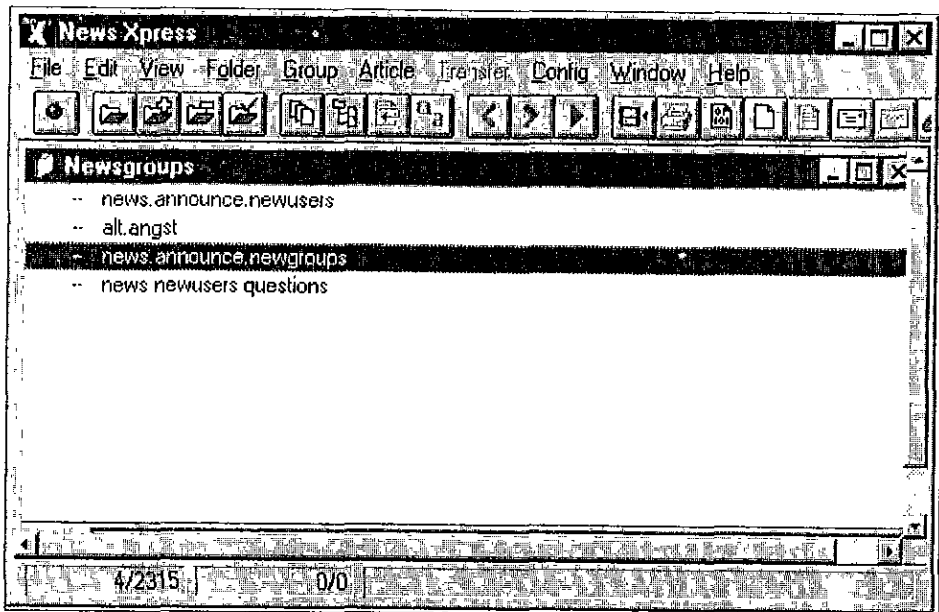 News Xpress
File Edit View Folder Group Article Transfer Config Window Help
Newsgroups
-- news.announce.newusers
-- alt.angst
-- news.announce.newgroups
-- news.newusers.questions
4/2315 0/0